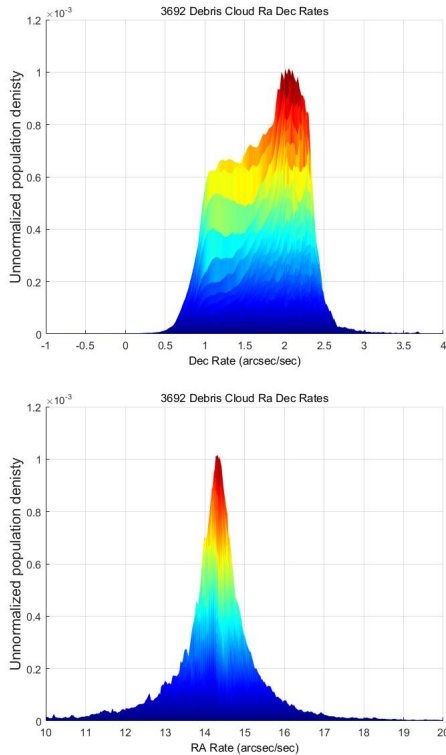 3692 Debris Cloud Ra Dec Rates
×10-3
1.2
1
0.8
0.6
0.4
0.2
0
Unnormalized population denisty
-1 -0.5 0 0.5 1 1.5 2 2.5 3 3.5 4
Dec Rate (arcsec/sec)
3692 Debris Cloud Ra Dec Rates
×10-3
1.2
1
0.8
0.6
0.4
0.2
0
Unnormalized population denisty
10 11 12 13 14 15 16 17 18 19 20
RA Rate (arcsec/sec)